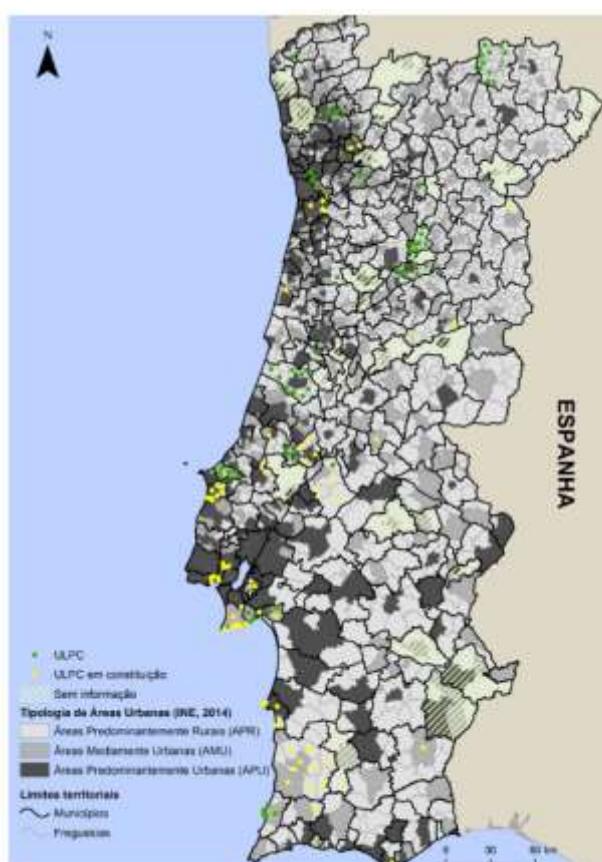 N
ESPANHA
ULPC
ULPC em constituição
Sem informação
Tipologia de Áreas Urbanas (INE, 2014)
Áreas Predominantemente Rurais (APR)
Áreas Mediamente Urbanas (AMU)
Áreas Predominantemente Urbanas (APU)
Limites territoriais
Municípios
Freguesias
0 30 60 km